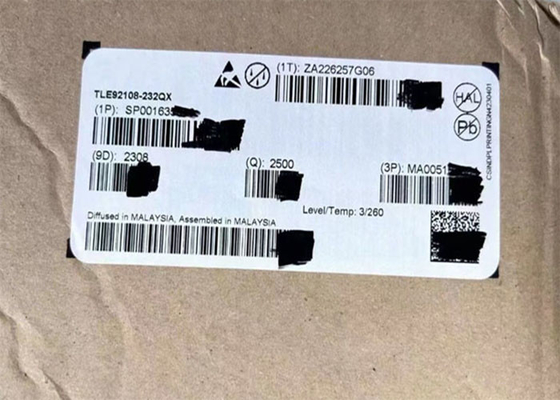 (1T): ZA226257G06
TLE92108-232QX
(1P): SP00163
HAL
Pb
(9D): 2308
(Q): 2500
(3P): MA0051
Level/Temp: 3/260
Diffused in MALAYSIA, Assembled in MALAYSIA